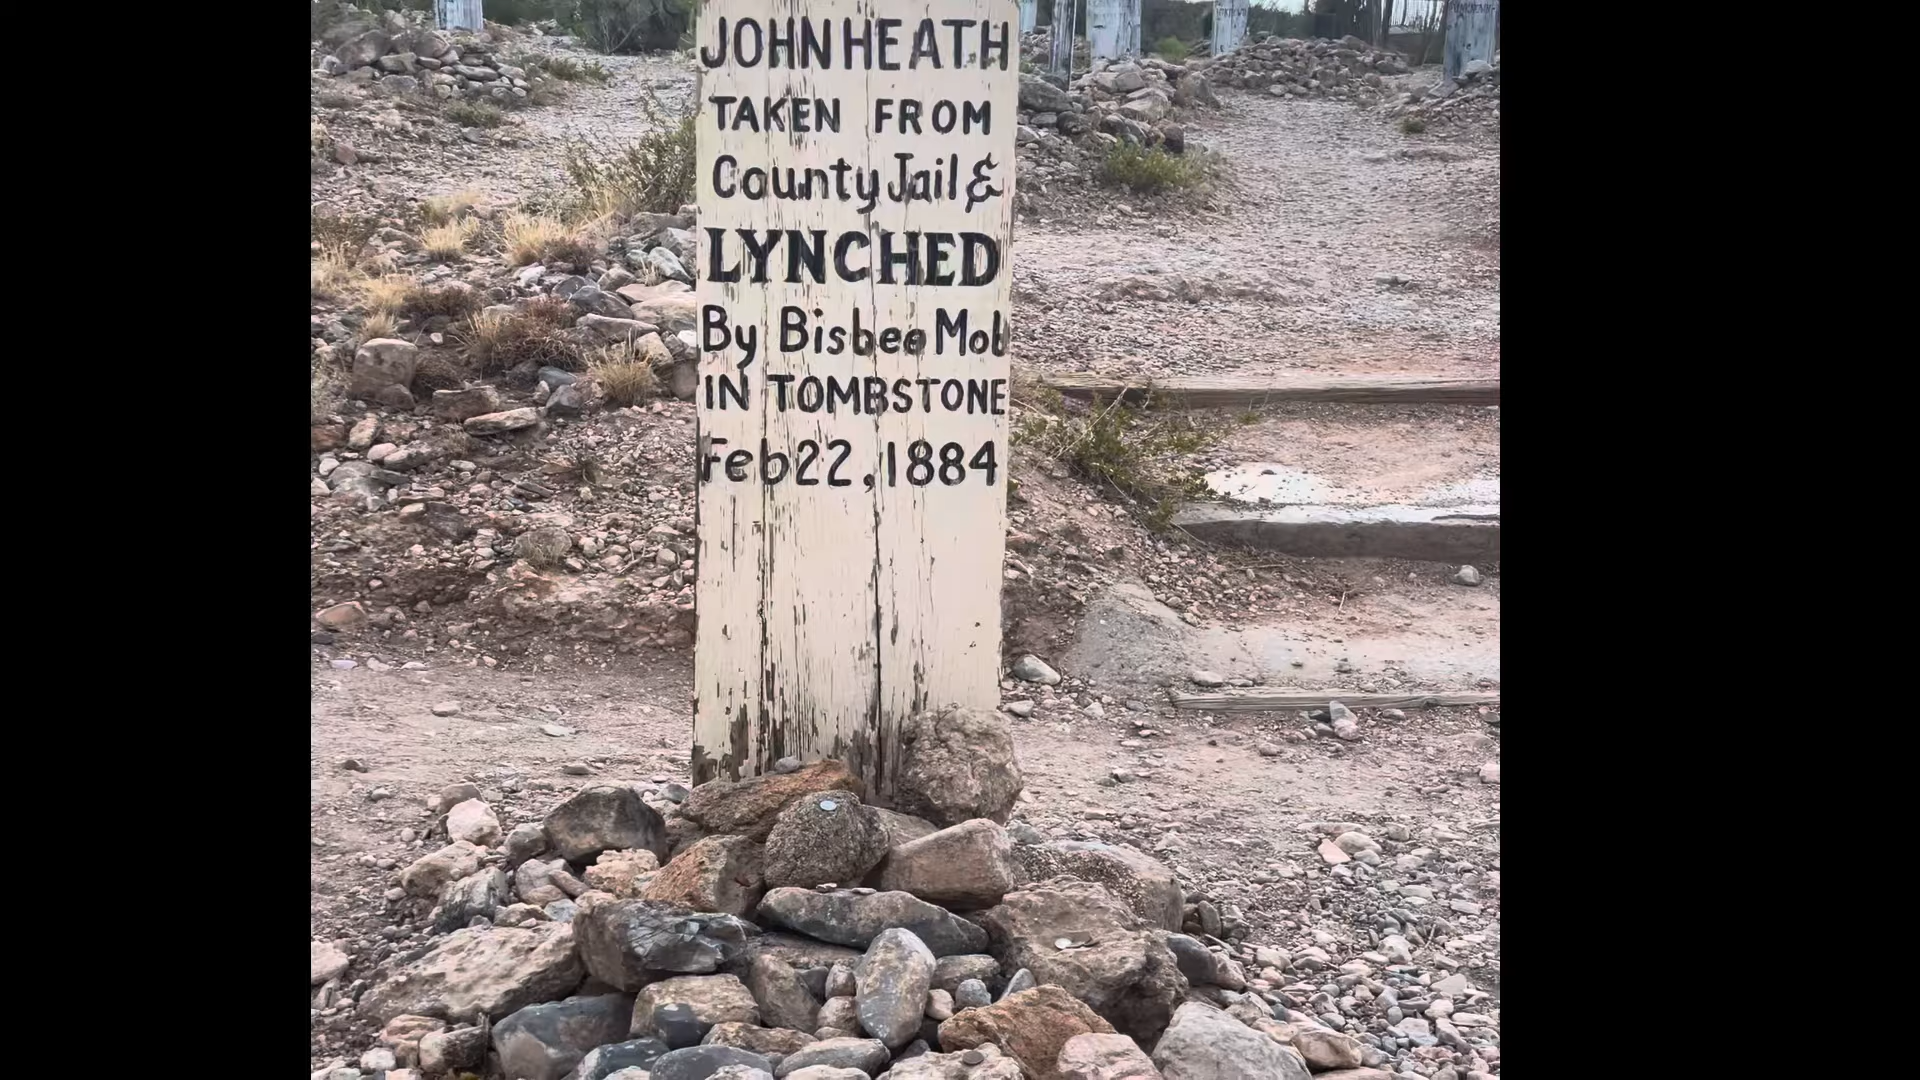 JOHN HEATH
TAKEN FROM
County Jail &
LYNCHED
By Bisbee Mob
IN TOMBSTONE
Feb 22, 1884